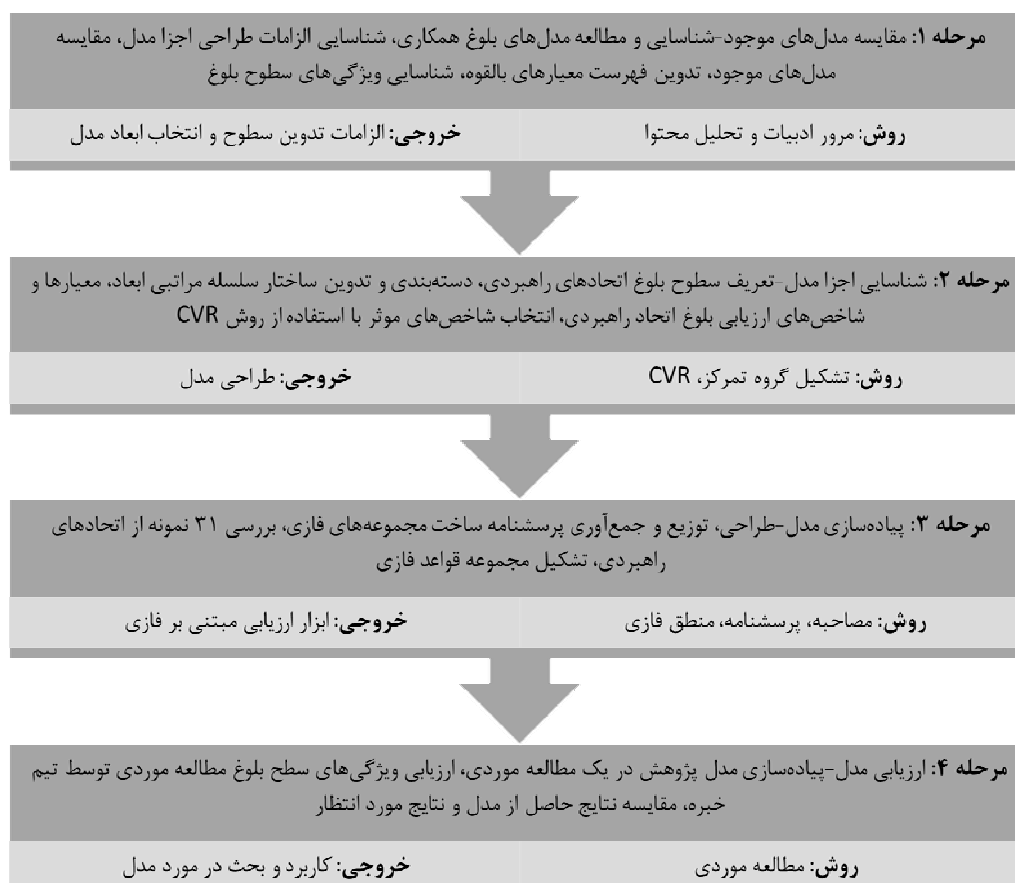 مرحله ۱: مقایسه مدل‌های موجود-شناسایی و مطالعه مدل‌های بلوغ همکاری، شناسایی الزامات طراحی اجزا مدل، مقایسه
مدل‌های موجود، تدوین فهرست معیارهای بالقوه، شناسایی ویژگی‌های سطوح بلوغ
روش: مرور ادبیات و تحلیل محتوا
خروجی: الزامات تدوین سطوح و انتخاب ابعاد مدل
مرحله ۲: شناسایی اجزا مدل-تعریف سطوح بلوغ اتحادهای راهبردی، دسته‌بندی و تدوین ساختار سلسله مراتبی ابعاد، معیارها و
شاخص‌های ارزیابی بلوغ اتحاد راهبردی، انتخاب شاخص‌های موثر با استفاده از روش CVR
روش: تشکیل گروه تمرکز، CVR
خروجی: طراحی مدل
مرحله ۳: پیاده‌سازی مدل-طراحی، توزیع و جمع‌آوری پرسشنامه ساخت مجموعه‌های فازی، بررسی ۳۱ نمونه از اتحادهای
راهبردی، تشکیل مجموعه قواعد فازی
روش: مصاحبه، پرسشنامه، منطق فازی
خروجی: ابزار ارزیابی مبتنی بر فازی
مرحله ۴: ارزیابی مدل-پیاده‌سازی مدل پژوهش در یک مطالعه موردی، ارزیابی ویژگی‌های سطح بلوغ مطالعه موردی توسط تیم
خبره، مقایسه نتایج حاصل از مدل و نتایج مورد انتظار
روش: مطالعه موردی
خروجی: کاربرد و بحث در مورد مدل